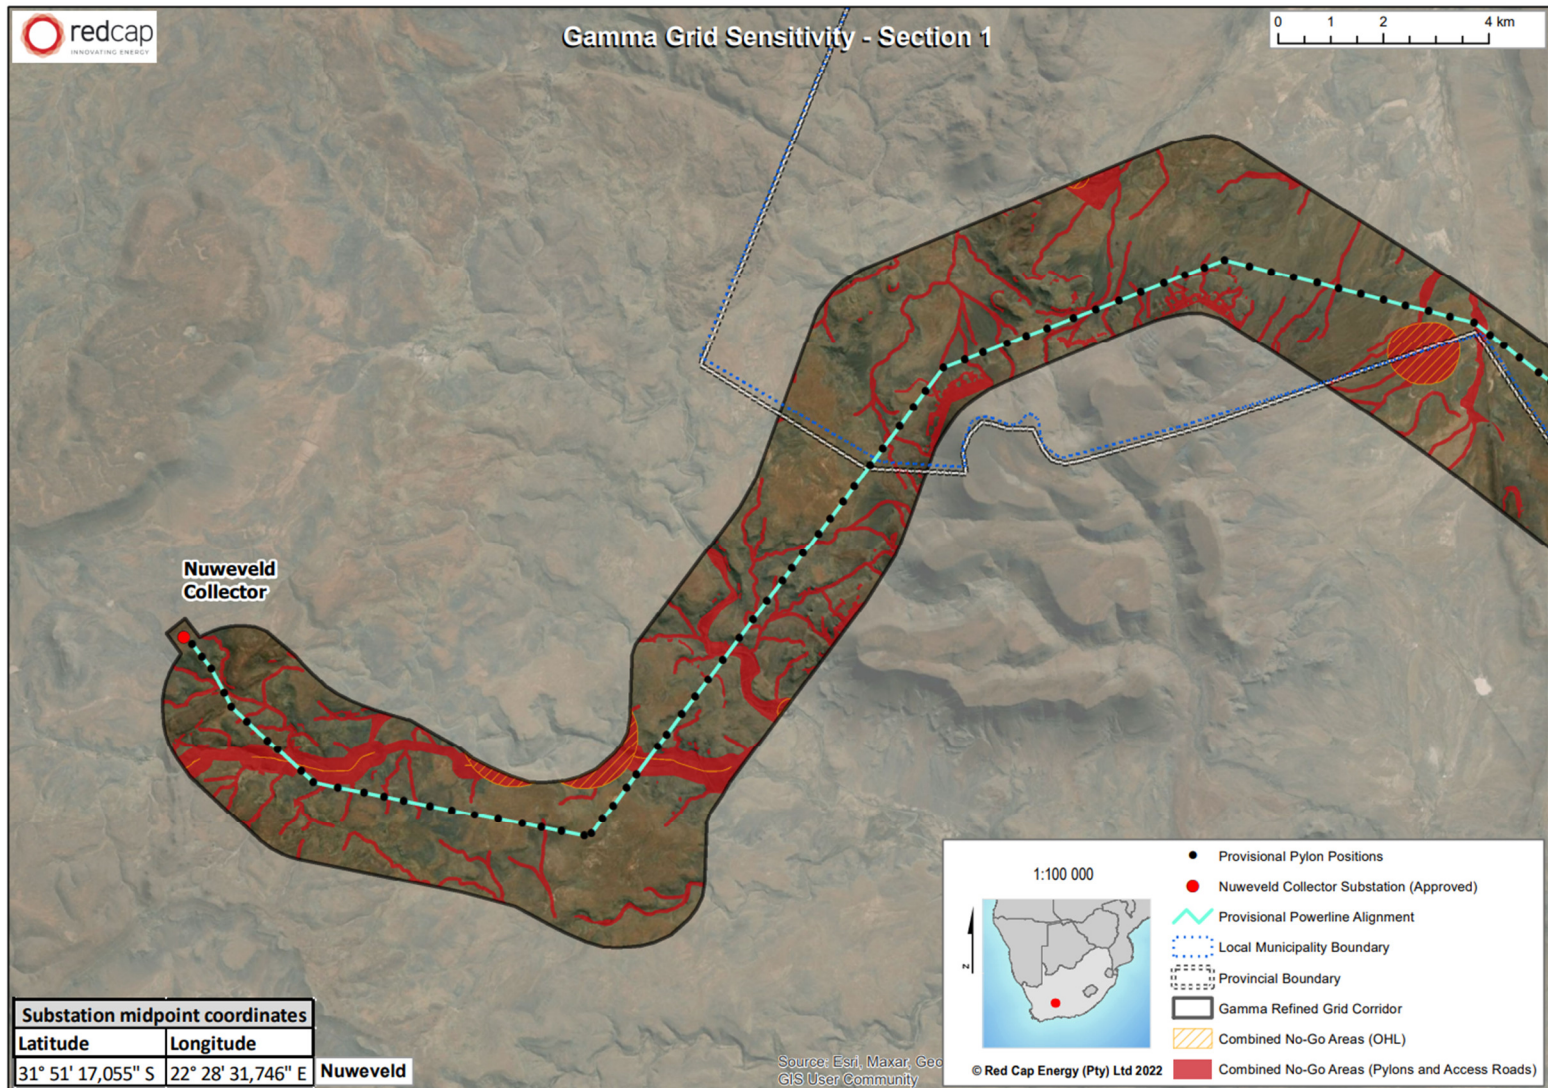 redcap
INNOVATING ENERGY
Gamma Grid Sensitivity - Section 1
0 1 2 4 km
Nuweveld
Collector
1:100 000
N
Provisional Pylon Positions
Nuweveld Collector Substation (Approved)
Provisional Powerline Alignment
Local Municipality Boundary
Provincial Boundary
Gamma Refined Grid Corridor
Combined No-Go Areas (OHL)
Combined No-Go Areas (Pylons and Access Roads)
© Red Cap Energy (Pty) Ltd 2022
Substation midpoint coordinates
Latitude Longitude
31° 51' 17,055" S 22° 28' 31,746" E Nuweveld
Source: Esri, Maxar, Geo
GIS User Community